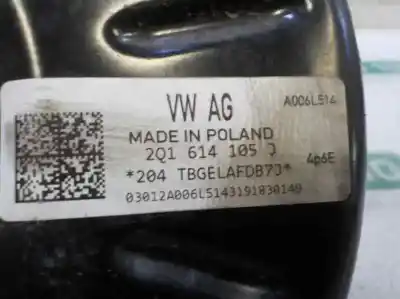 VW AG
A006L514
MADE IN POLAND
2Q1 614 105 J
*204 TBGELAFDB7J*
4p6E
03012A006L5143191830140